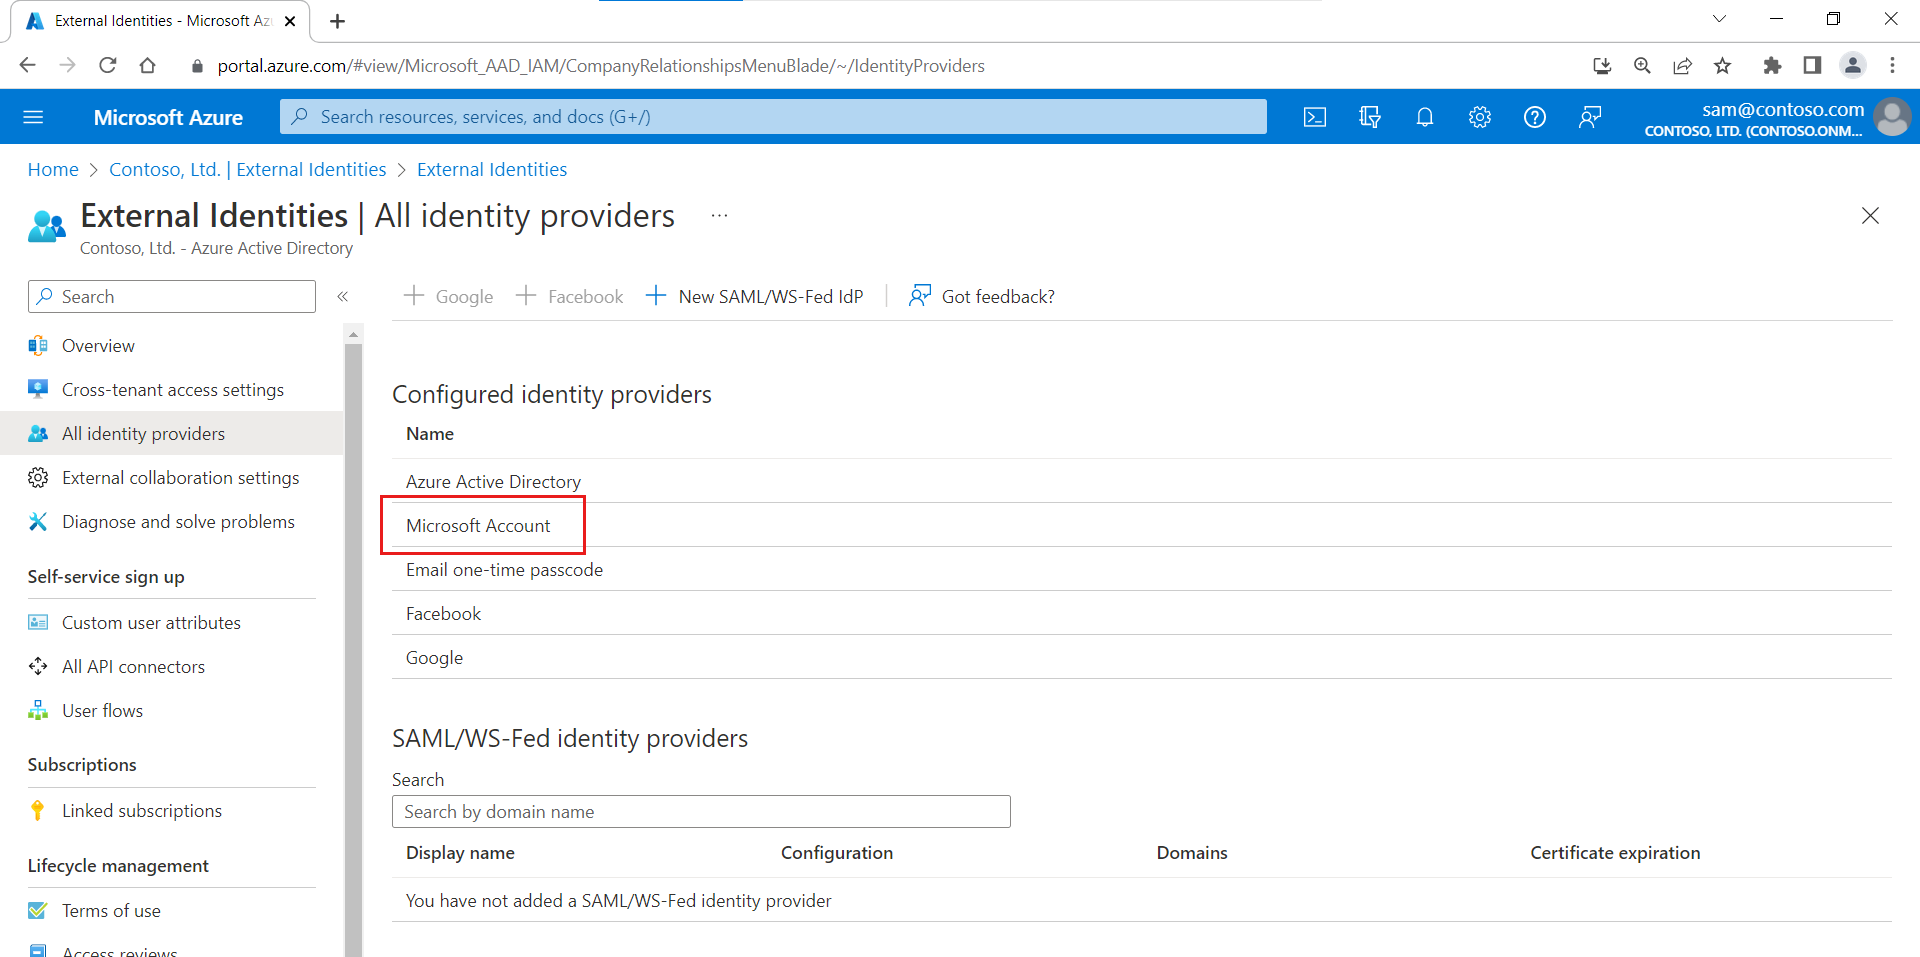 External Identities - Microsoft Az
portal.azure.com/#view/Microsoft_AAD_IAM/CompanyRelationshipsMenuBlade/~/IdentityProviders
Microsoft Azure
Search resources, services, and docs (G+/)
sam@contoso.com
CONTOSO, LTD. (CONTOSO.ONM...
Home > Contoso, Ltd. | External Identities > External Identities
External Identities | All identity providers ...
Contoso, Ltd. - Azure Active Directory
Search
«
Overview
Cross-tenant access settings
All identity providers
External collaboration settings
Diagnose and solve problems
Self-service sign up
Custom user attributes
All API connectors
User flows
Subscriptions
Linked subscriptions
Lifecycle management
Terms of use
Access reviews
+ Google + Facebook + New SAML/WS-Fed IdP | Got feedback?
Configured identity providers
Name
Azure Active Directory
Microsoft Account
Email one-time passcode
Facebook
Google
SAML/WS-Fed identity providers
Search
Search by domain name
Display name Configuration Domains Certificate expiration
You have not added a SAML/WS-Fed identity provider